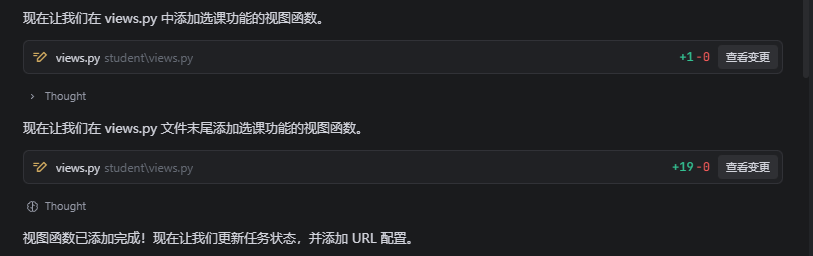 现在让我们在 views.py 中添加选课功能的视图函数。
views.py student\views.py +1 -0 查看变更
Thought
现在让我们在 views.py 文件末尾添加选课功能的视图函数。
views.py student\views.py +19 -0 查看变更
Thought
视图函数已添加完成！现在让我们更新任务状态，并添加 URL 配置。